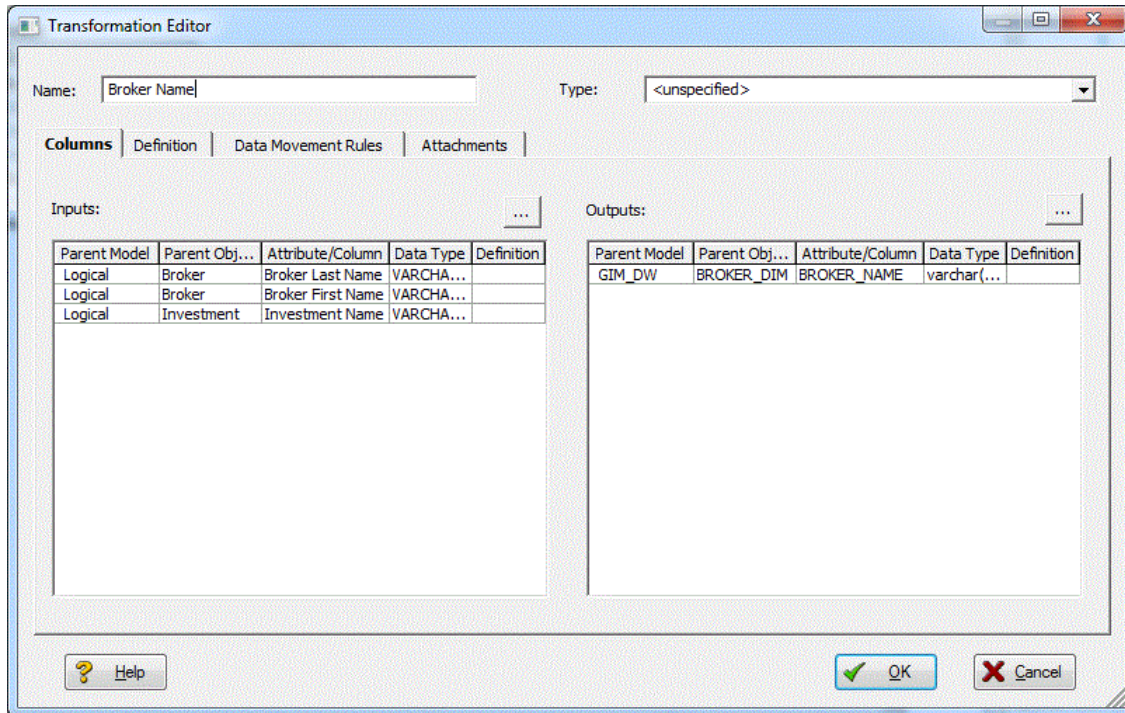 Transformation Editor
Name: Broker Name Type: <unspecified>
Columns Definition Data Movement Rules Attachments
Inputs: ... Outputs: ...
Parent Model Parent Obj... Attribute/Column Data Type Definition Parent Model Parent Obj... Attribute/Column Data Type Definition
Logical Broker Broker Last Name VARCHA... GIM_DW BROKER_DIM BROKER_NAME varchar(...
Logical Broker Broker First Name VARCHA...
Logical Investment Investment Name VARCHA...
Help OK Cancel